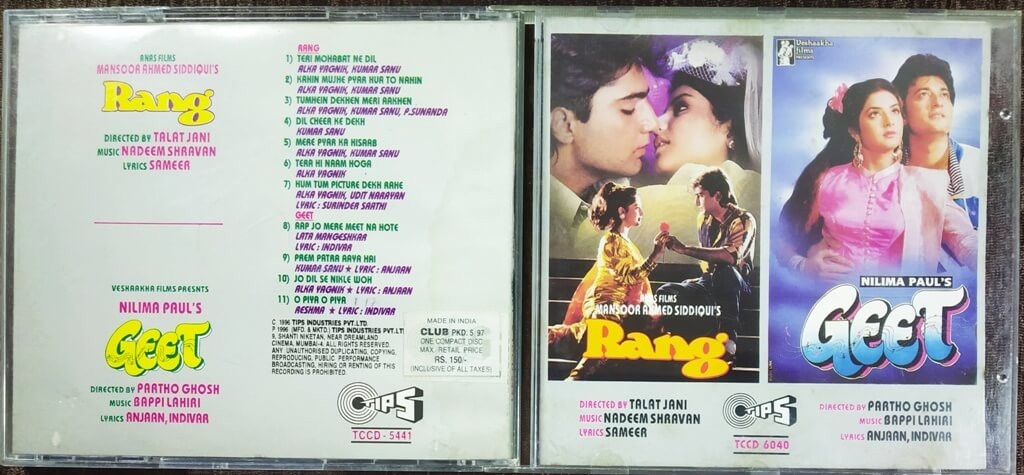 ANAS FILMS
MANSOOR AHMED SIDDIQUI'S
Rang
DIRECTED BY TALAT JANI
MUSIC NADEEM SHRAVAN
LYRICS SAMEER
VESHAAKHA FILMS PRESNTS
NILIMA PAUL'S
GEET
DIRECTED BY PARTHO GHOSH
MUSIC BAPPI LAHIRI
LYRICS ANJAAN, INDIVAR
RANG
1) TERI MOHABAT NE DIL
ALKA YAGNIK, KUMAR SANU
2) KAHIN MUJHE PYAR HUA TO NAHIN
ALKA YAGNIK, KUMAR SANU
3) TUMHEIN DEKHEN MERI AAKHEN
ALKA YAGNIK, KUMAR SANU, P.SUNANDA
4) DIL CHEER KE DEKH
KUMAR SANU
5) MERE PYAR KA HISAAB
ALKA YAGNIK, KUMAR SANU
6) TERA HI NAAM HOGA
ALKA YAGNIK
7) HUM TUM PICTURE DEKH RAHE
ALKA YAGNIK, UDIT NARAYAN
LYRIC : SURINDER SAATHI
GEET
8) AAP JO MERE MEET NA HOTE
LATA MANGESHKAR
LYRIC : INDIVAR
9) PREM PATRA AAYA HAI
KUMAR SANU ★ LYRIC : ANJAAN
10) JO DIL SE NIKLE WOH
ALKA YAGNIK ★ LYRIC : ANJAAN
11) O PIYA O PIYA
RESHMA ★ LYRIC : INDIVAR
C 1996 TIPS INDUSTRIES PVT.LTD.
P 1996 (MFD. & MKTD.) TIPS INDUSTRIES PVT.LT
9, SHANTI NIKETAN, NEAR DREAMLAND
CINEMA, MUMBAI-4. ALL RIGHTS RESERVED.
ANY UNAUTHORISED DUPLICATING, COPYING,
REPRODUCING, PUBLIC PERFORMANCE
BROADCASTING, HIRING OR RENTING OF THIS
RECORDING IS PROHIBITED.
MADE IN INDIA
CLUB PKD. 5. 97
ONE COMPACT DISC
MAX. RETAIL PRICE
RS. 150/-
(INCLUSIVE OF ALL TAXES)
TIPS
TCCD - 5441
ANAS FILMS
MANSOOR AHMED SIDDIQUI'S
Rang
Veshaakha
films
PRESENTS
NILIMA PAUL'S
GEET
DIRECTED BY TALAT JANI
MUSIC NADEEM SHRAVAN
LYRICS SAMEER
TIPS
TCCD 6040
DIRECTED BY PARTHO GHOSH
MUSIC BAPPI LAHIRI
LYRICS ANJAAN, INDIVAR